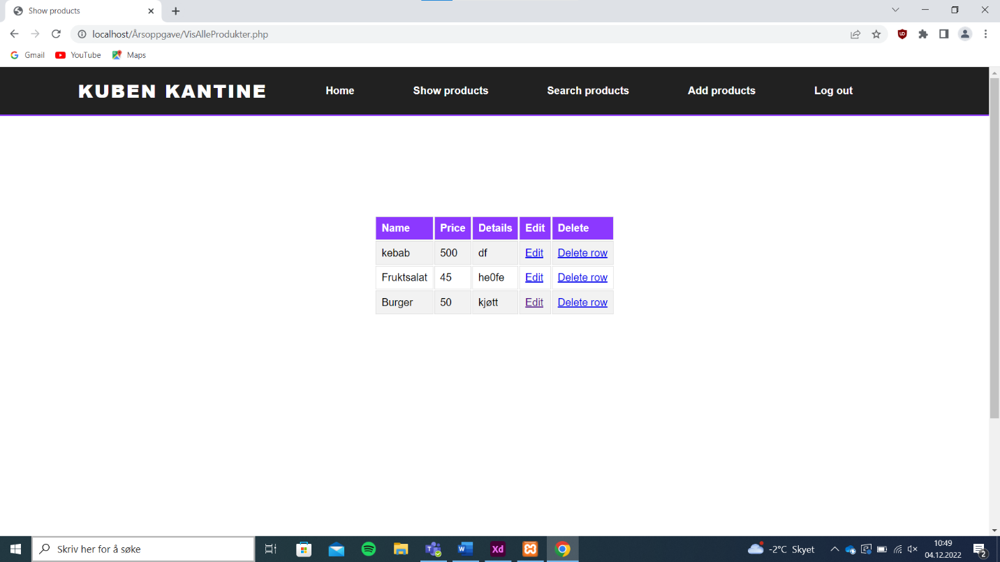 Show products
localhost/Årsoppgave/VisAlleProdukter.php
Gmail YouTube Maps
KUBEN KANTINE Home Show products Search products Add products Log out
Name Price Details Edit Delete
kebab 500 df Edit Delete row
Fruktsalat 45 he0fe Edit Delete row
Burger 50 kjøtt Edit Delete row
Skriv her for å søke
Xd
-2°C Skyet
10:49
04.12.2022
2